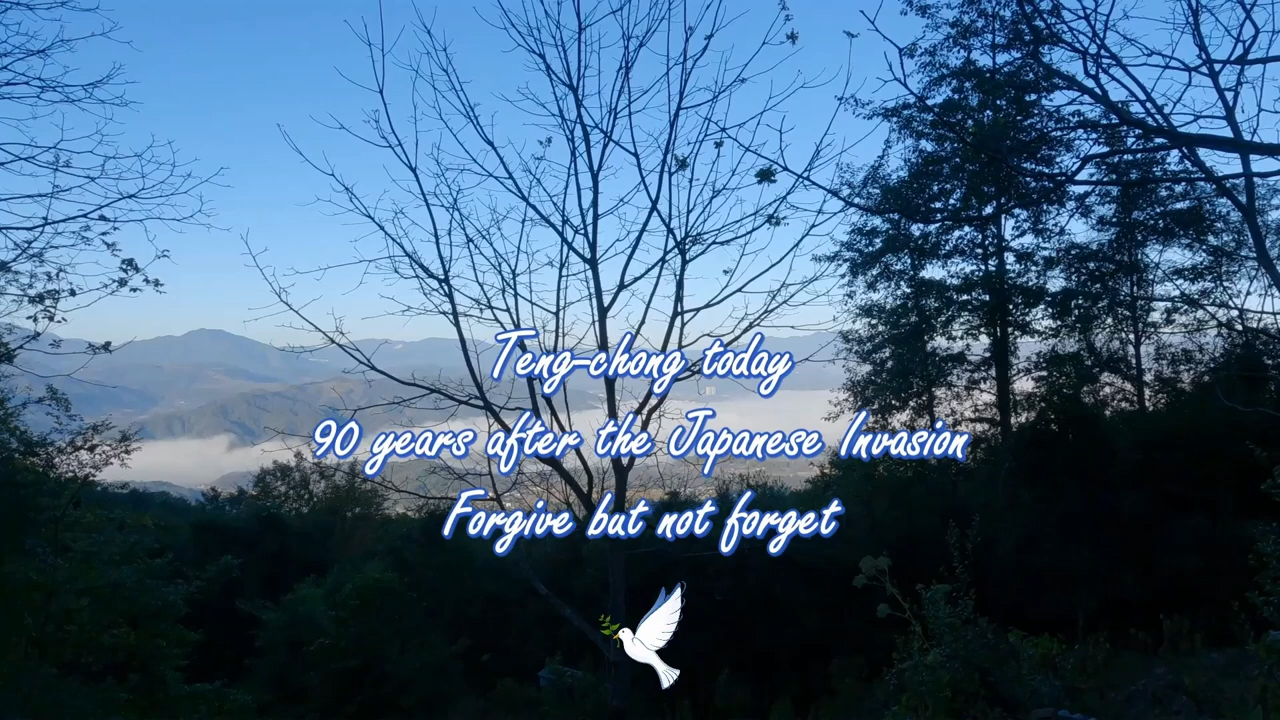 Teng-chong today
90 years after the Japanese Invasion
Forgive but not forget